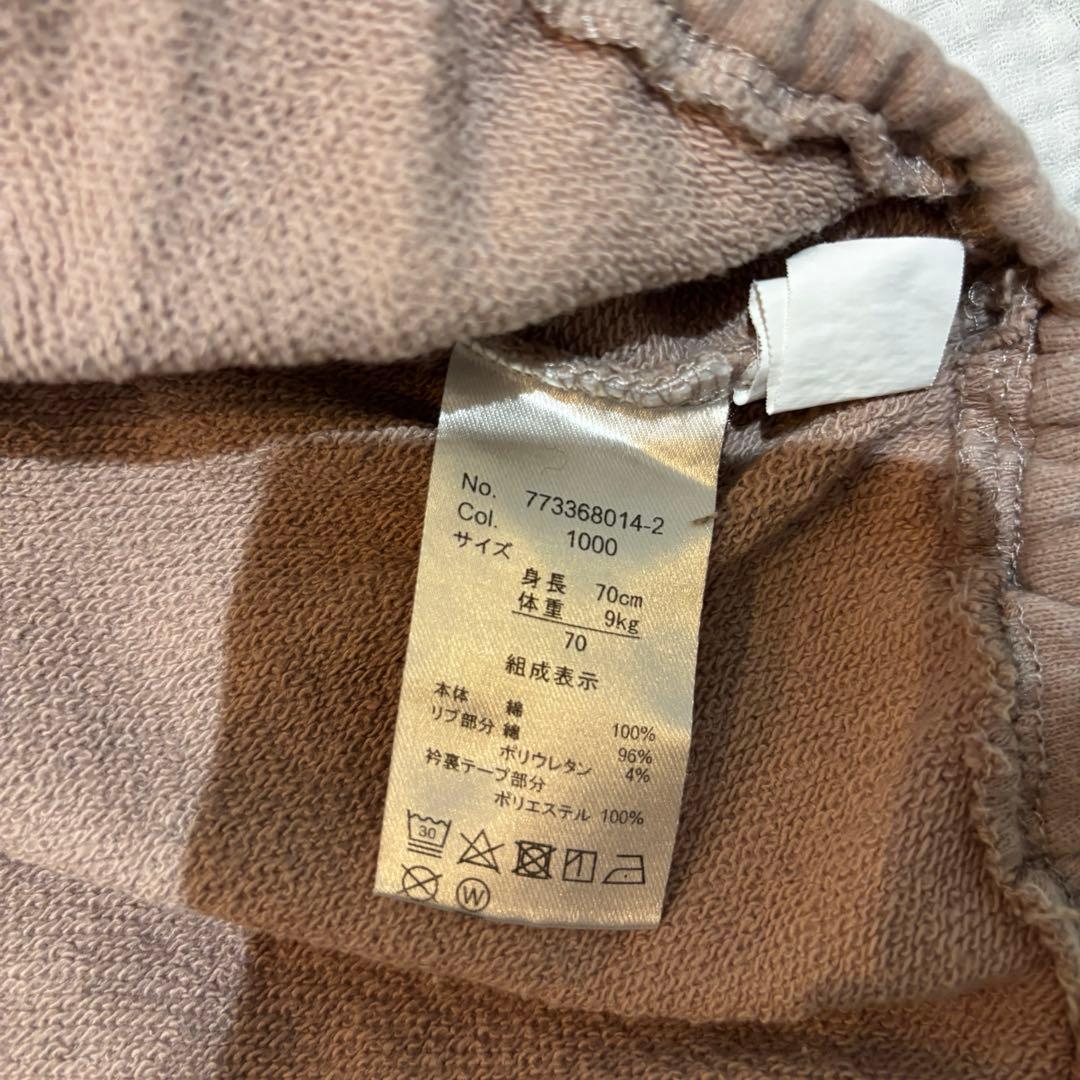 No. 773368014-2
Col. 1000
サイズ
身長 70cm
体重 9kg
70
組成表示
本体 綿 100%
リブ部分 綿 96%
ポリウレタン 4%
衿裏テープ部分
ポリエステル 100%
30
W